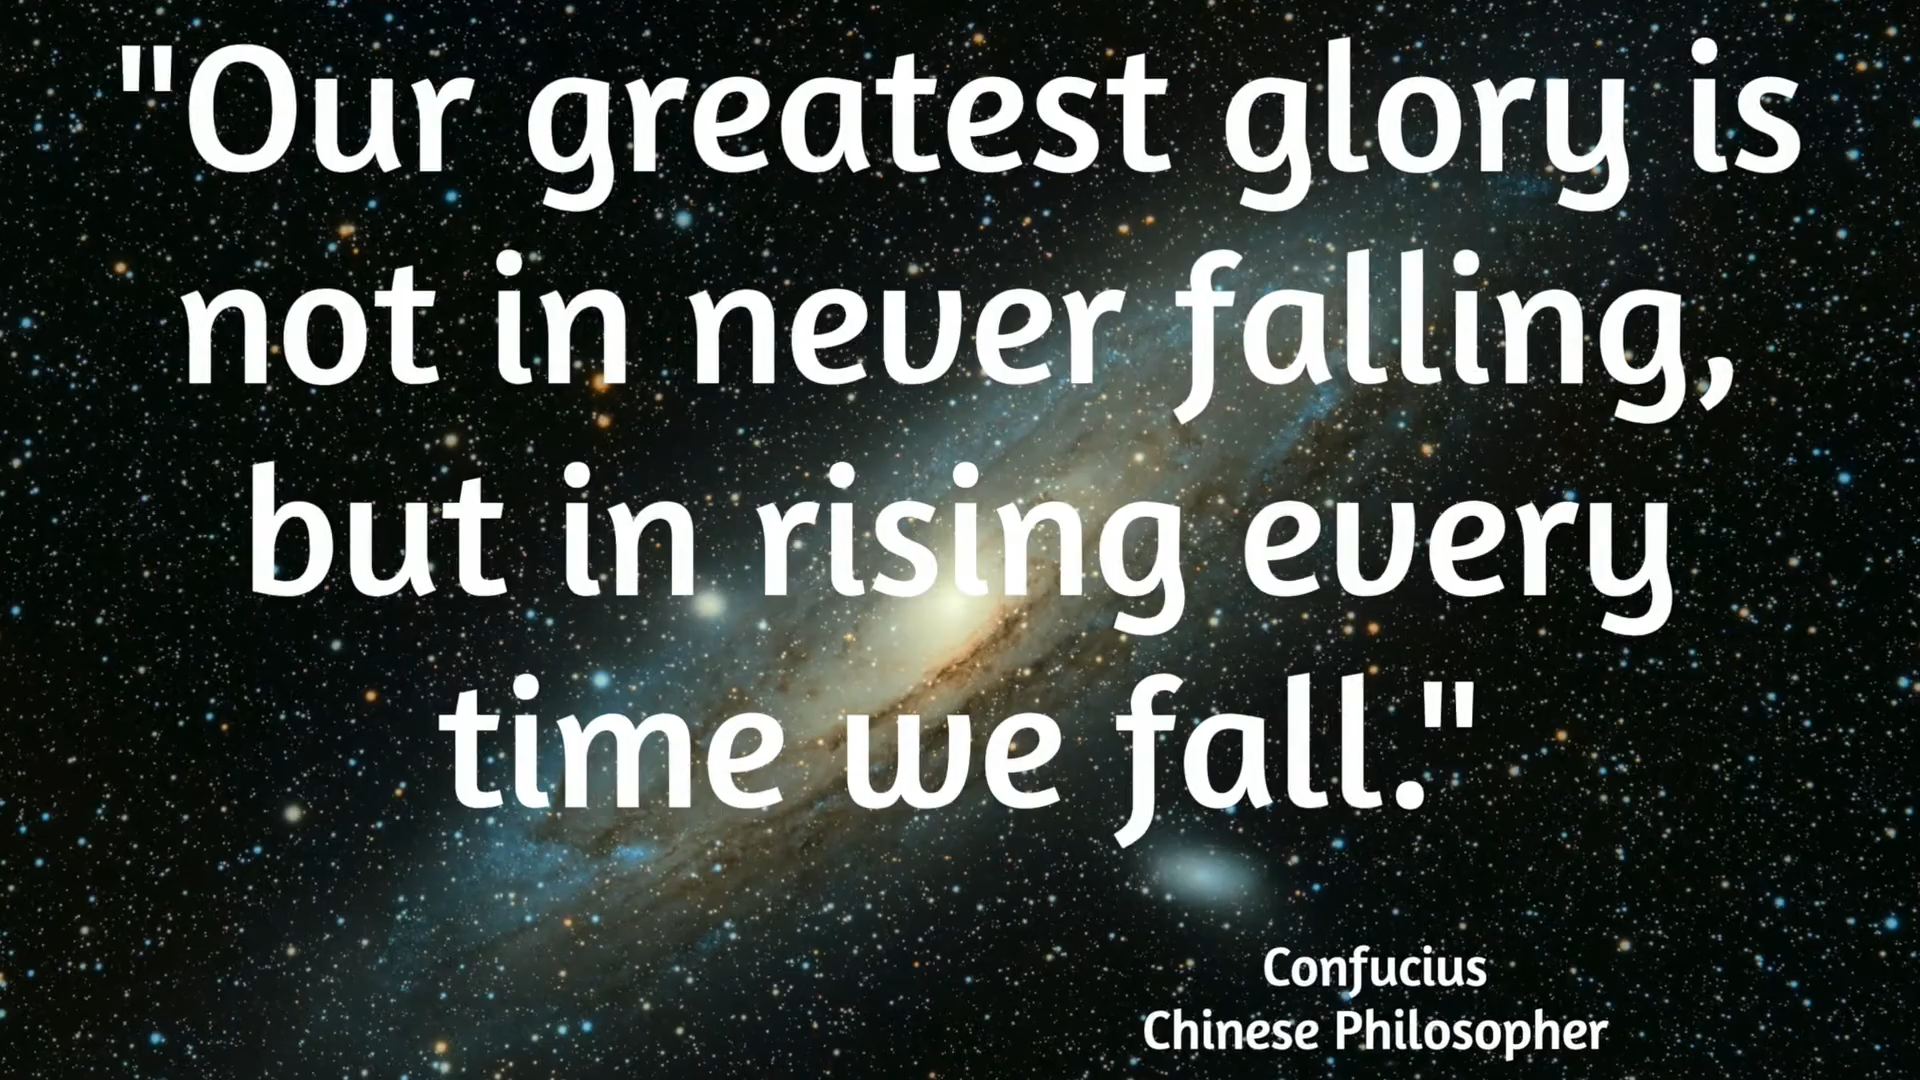 "Our greatest glory is
not in never falling,
but in rising every
time we fall."
Confucius
Chinese Philosopher